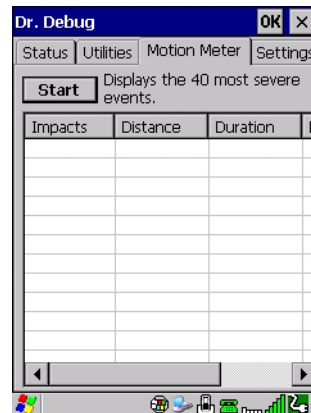 Dr. Debug OK
Status Utilities Motion Meter Settings
Start Displays the 40 most severe
events.
Impacts Distance Duration